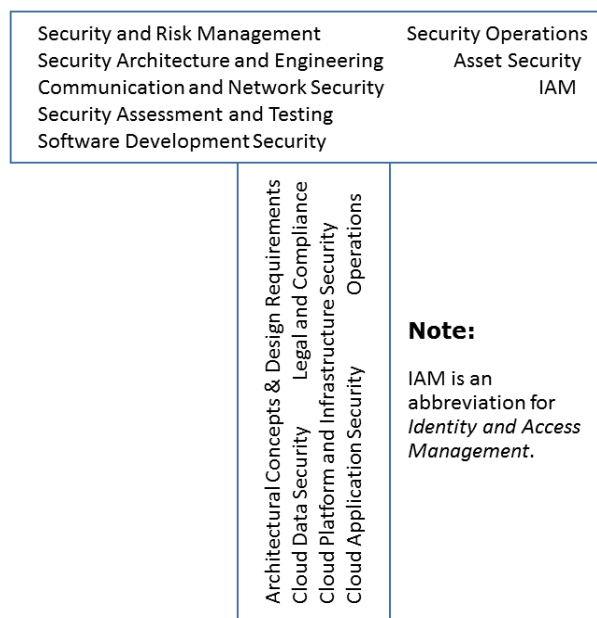 Security and Risk Management Security Operations
Security Architecture and Engineering Asset Security
Communication and Network Security IAM
Security Assessment and Testing
Software Development Security
Architectural Concepts & Design Requirements
Cloud Data Security Legal and Compliance
Cloud Platform and Infrastructure Security
Cloud Application Security Operations
Note:
IAM is an
abbreviation for
Identity and Access
Management.